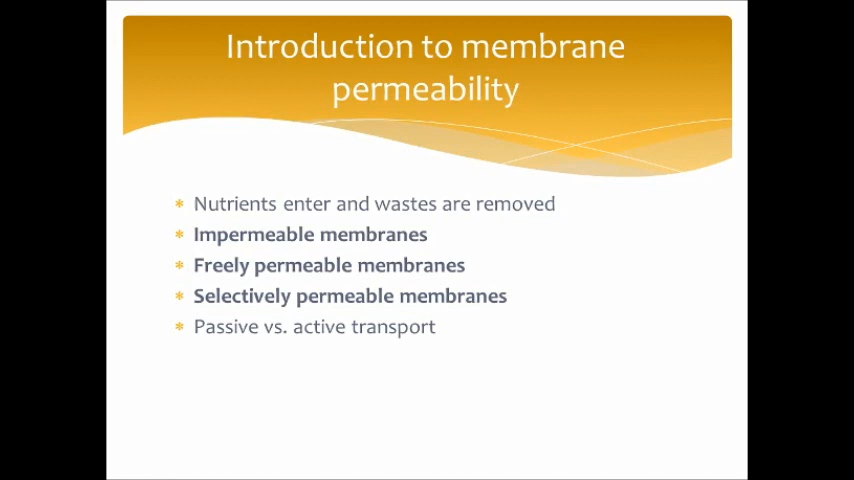 Introduction to membrane
permeability
* Nutrients enter and wastes are removed
* Impermeable membranes
* Freely permeable membranes
* Selectively permeable membranes
* Passive vs. active transport